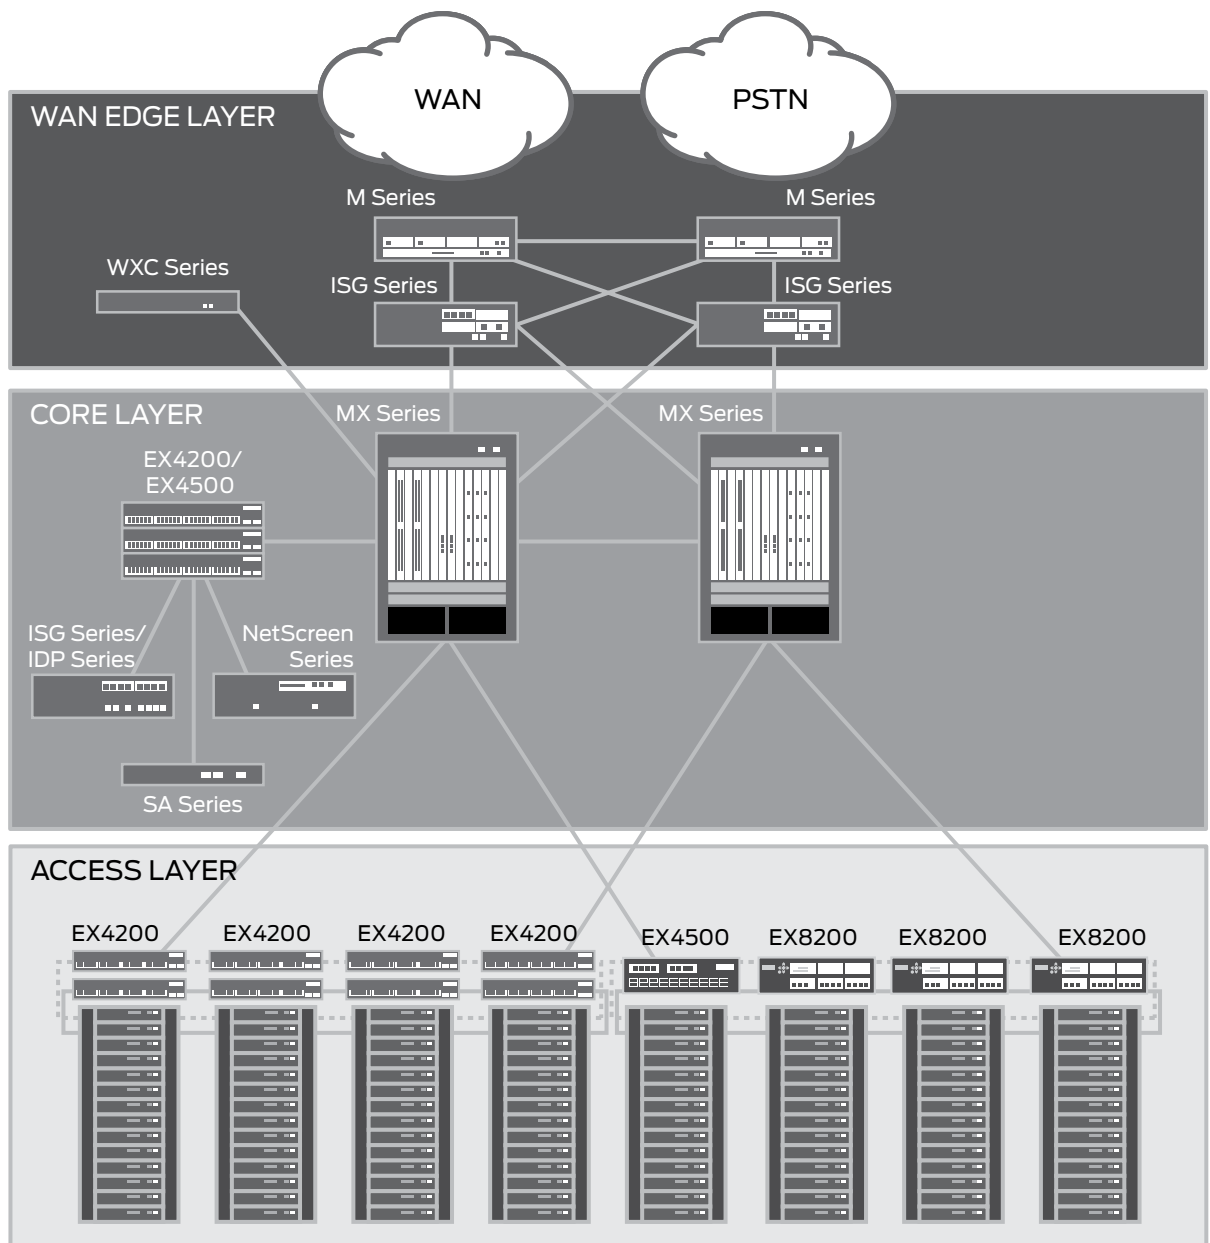 WAN
PSTN
WAN EDGE LAYER
M Series
M Series
WXC Series
ISG Series
ISG Series
CORE LAYER
MX Series
MX Series
EX4200/
EX4500
ISG Series/
IDP Series
NetScreen
Series
SA Series
ACCESS LAYER
EX4200
EX4200
EX4200
EX4200
EX4500
EX8200
EX8200
EX8200